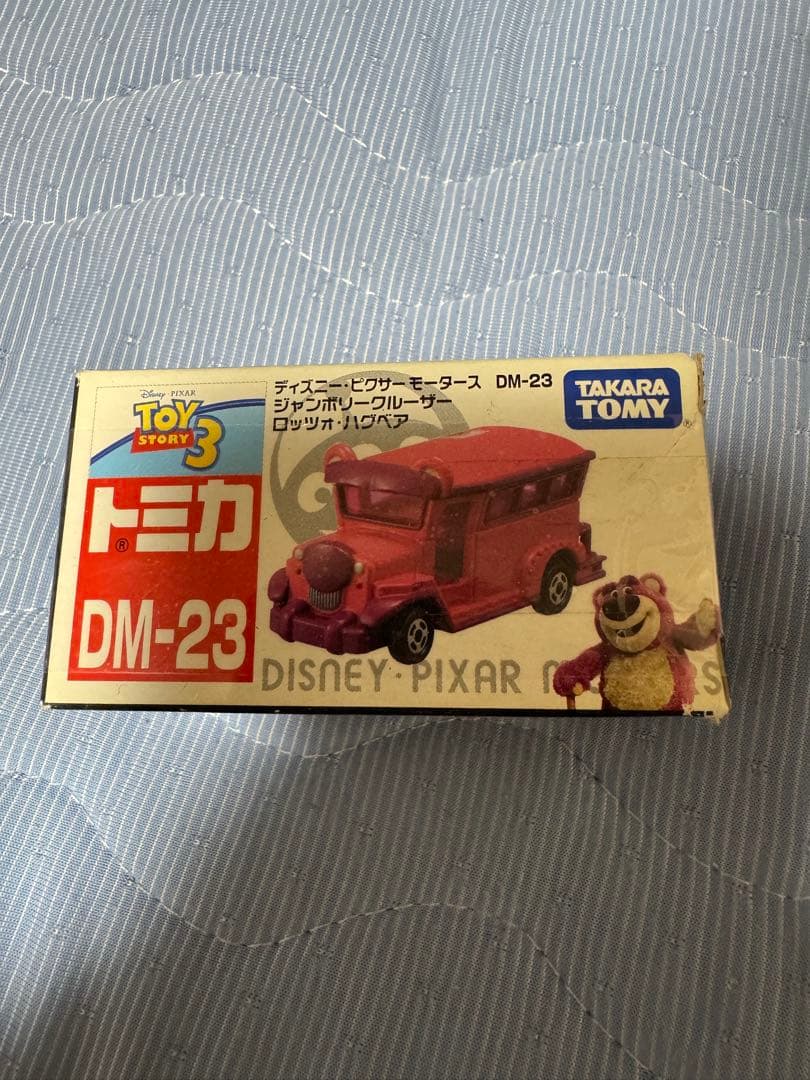 Disney・PIXAR
TOY
STORY 3
トミカ
®
DM-23
ディズニー・ピクサー モータース DM-23
ジャンボリークルーザー
ロッツォ・ハグベア
TAKARA
TOMY
®
DISNEY・PIXAR